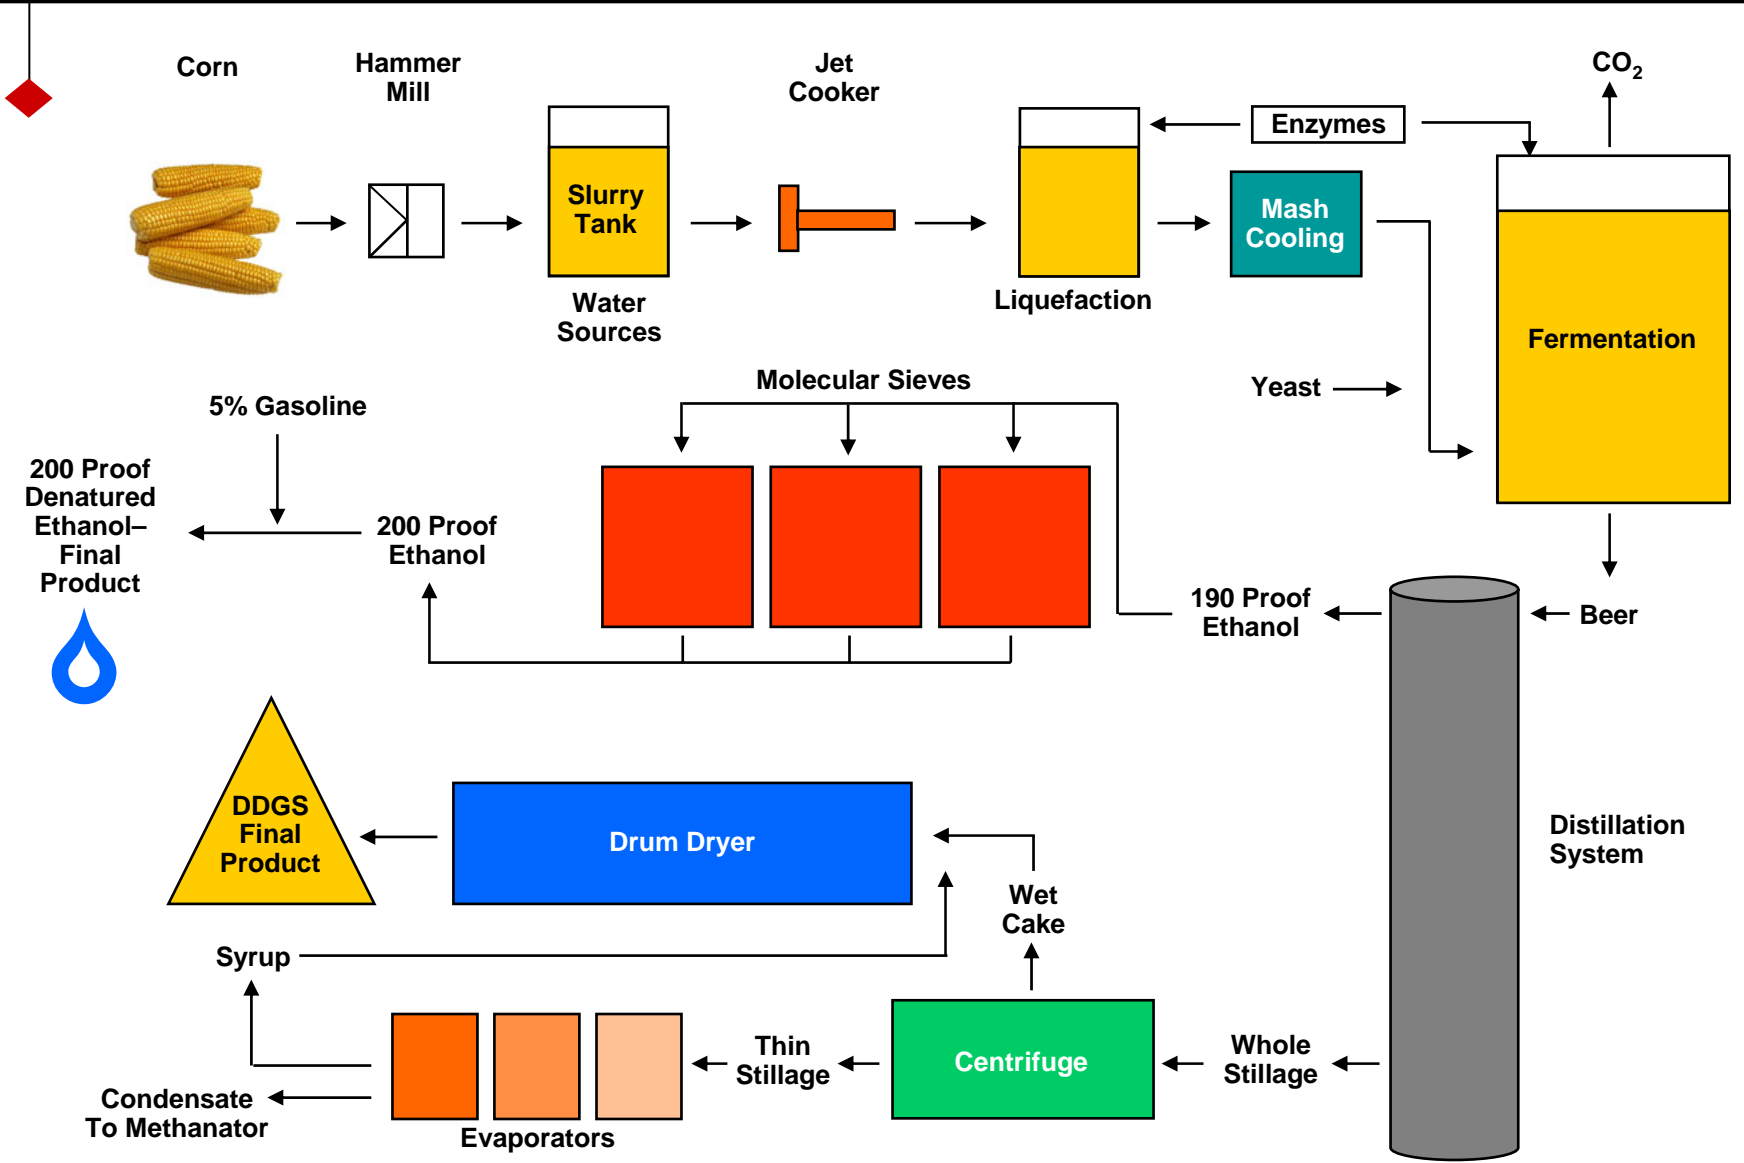 Corn
Hammer
Mill
Jet
Cooker
CO₂
Enzymes
Slurry
Tank
Mash
Cooling
Water
Sources
Liquefaction
Fermentation
Molecular Sieves
Yeast
5% Gasoline
200 Proof
Denatured
Ethanol–
Final
Product
200 Proof
Ethanol
190 Proof
Ethanol
Beer
DDGS
Final
Product
Drum Dryer
Distillation
System
Wet
Cake
Syrup
Thin
Stillage
Centrifuge
Whole
Stillage
Condensate
To Methanator
Evaporators